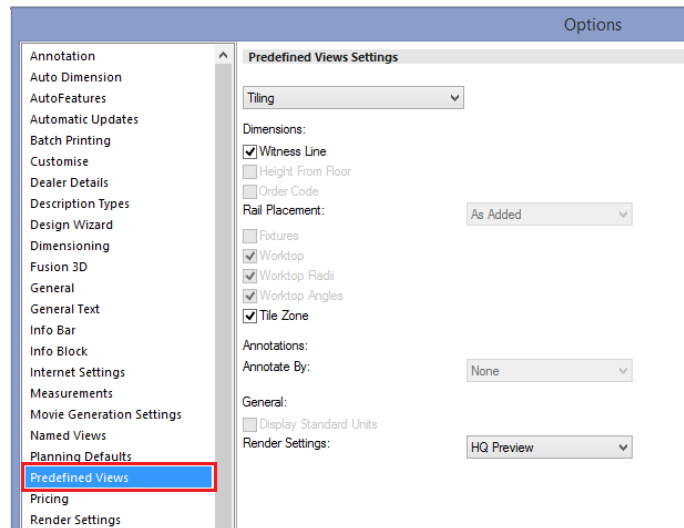 Options
Annotation
Auto Dimension
AutoFeatures
Automatic Updates
Batch Printing
Customise
Dealer Details
Description Types
Design Wizard
Dimensioning
Fusion 3D
General
General Text
Info Bar
Info Block
Internet Settings
Measurements
Movie Generation Settings
Named Views
Planning Defaults
Predefined Views
Pricing
Render Settings
Predefined Views Settings
Tiling
Dimensions:
Witness Line
Height From Floor
Order Code
Rail Placement: As Added
Fixtures
Worktop
Worktop Radii
Worktop Angles
Tile Zone
Annotations:
Annotate By: None
General:
Display Standard Units
Render Settings: HQ Preview